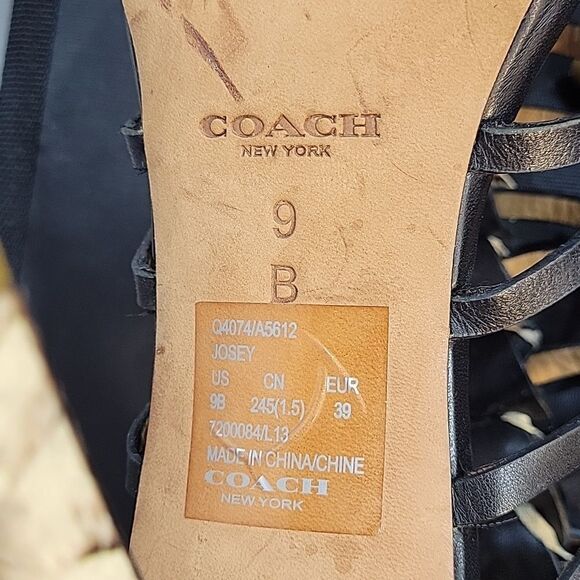 COACH
NEW YORK
9
B
Q4074/A5612
JOSEY
US CN EUR
9B 245(1.5) 39
7200084/L13
MADE IN CHINA/CHINE
COACH
NEW YORK